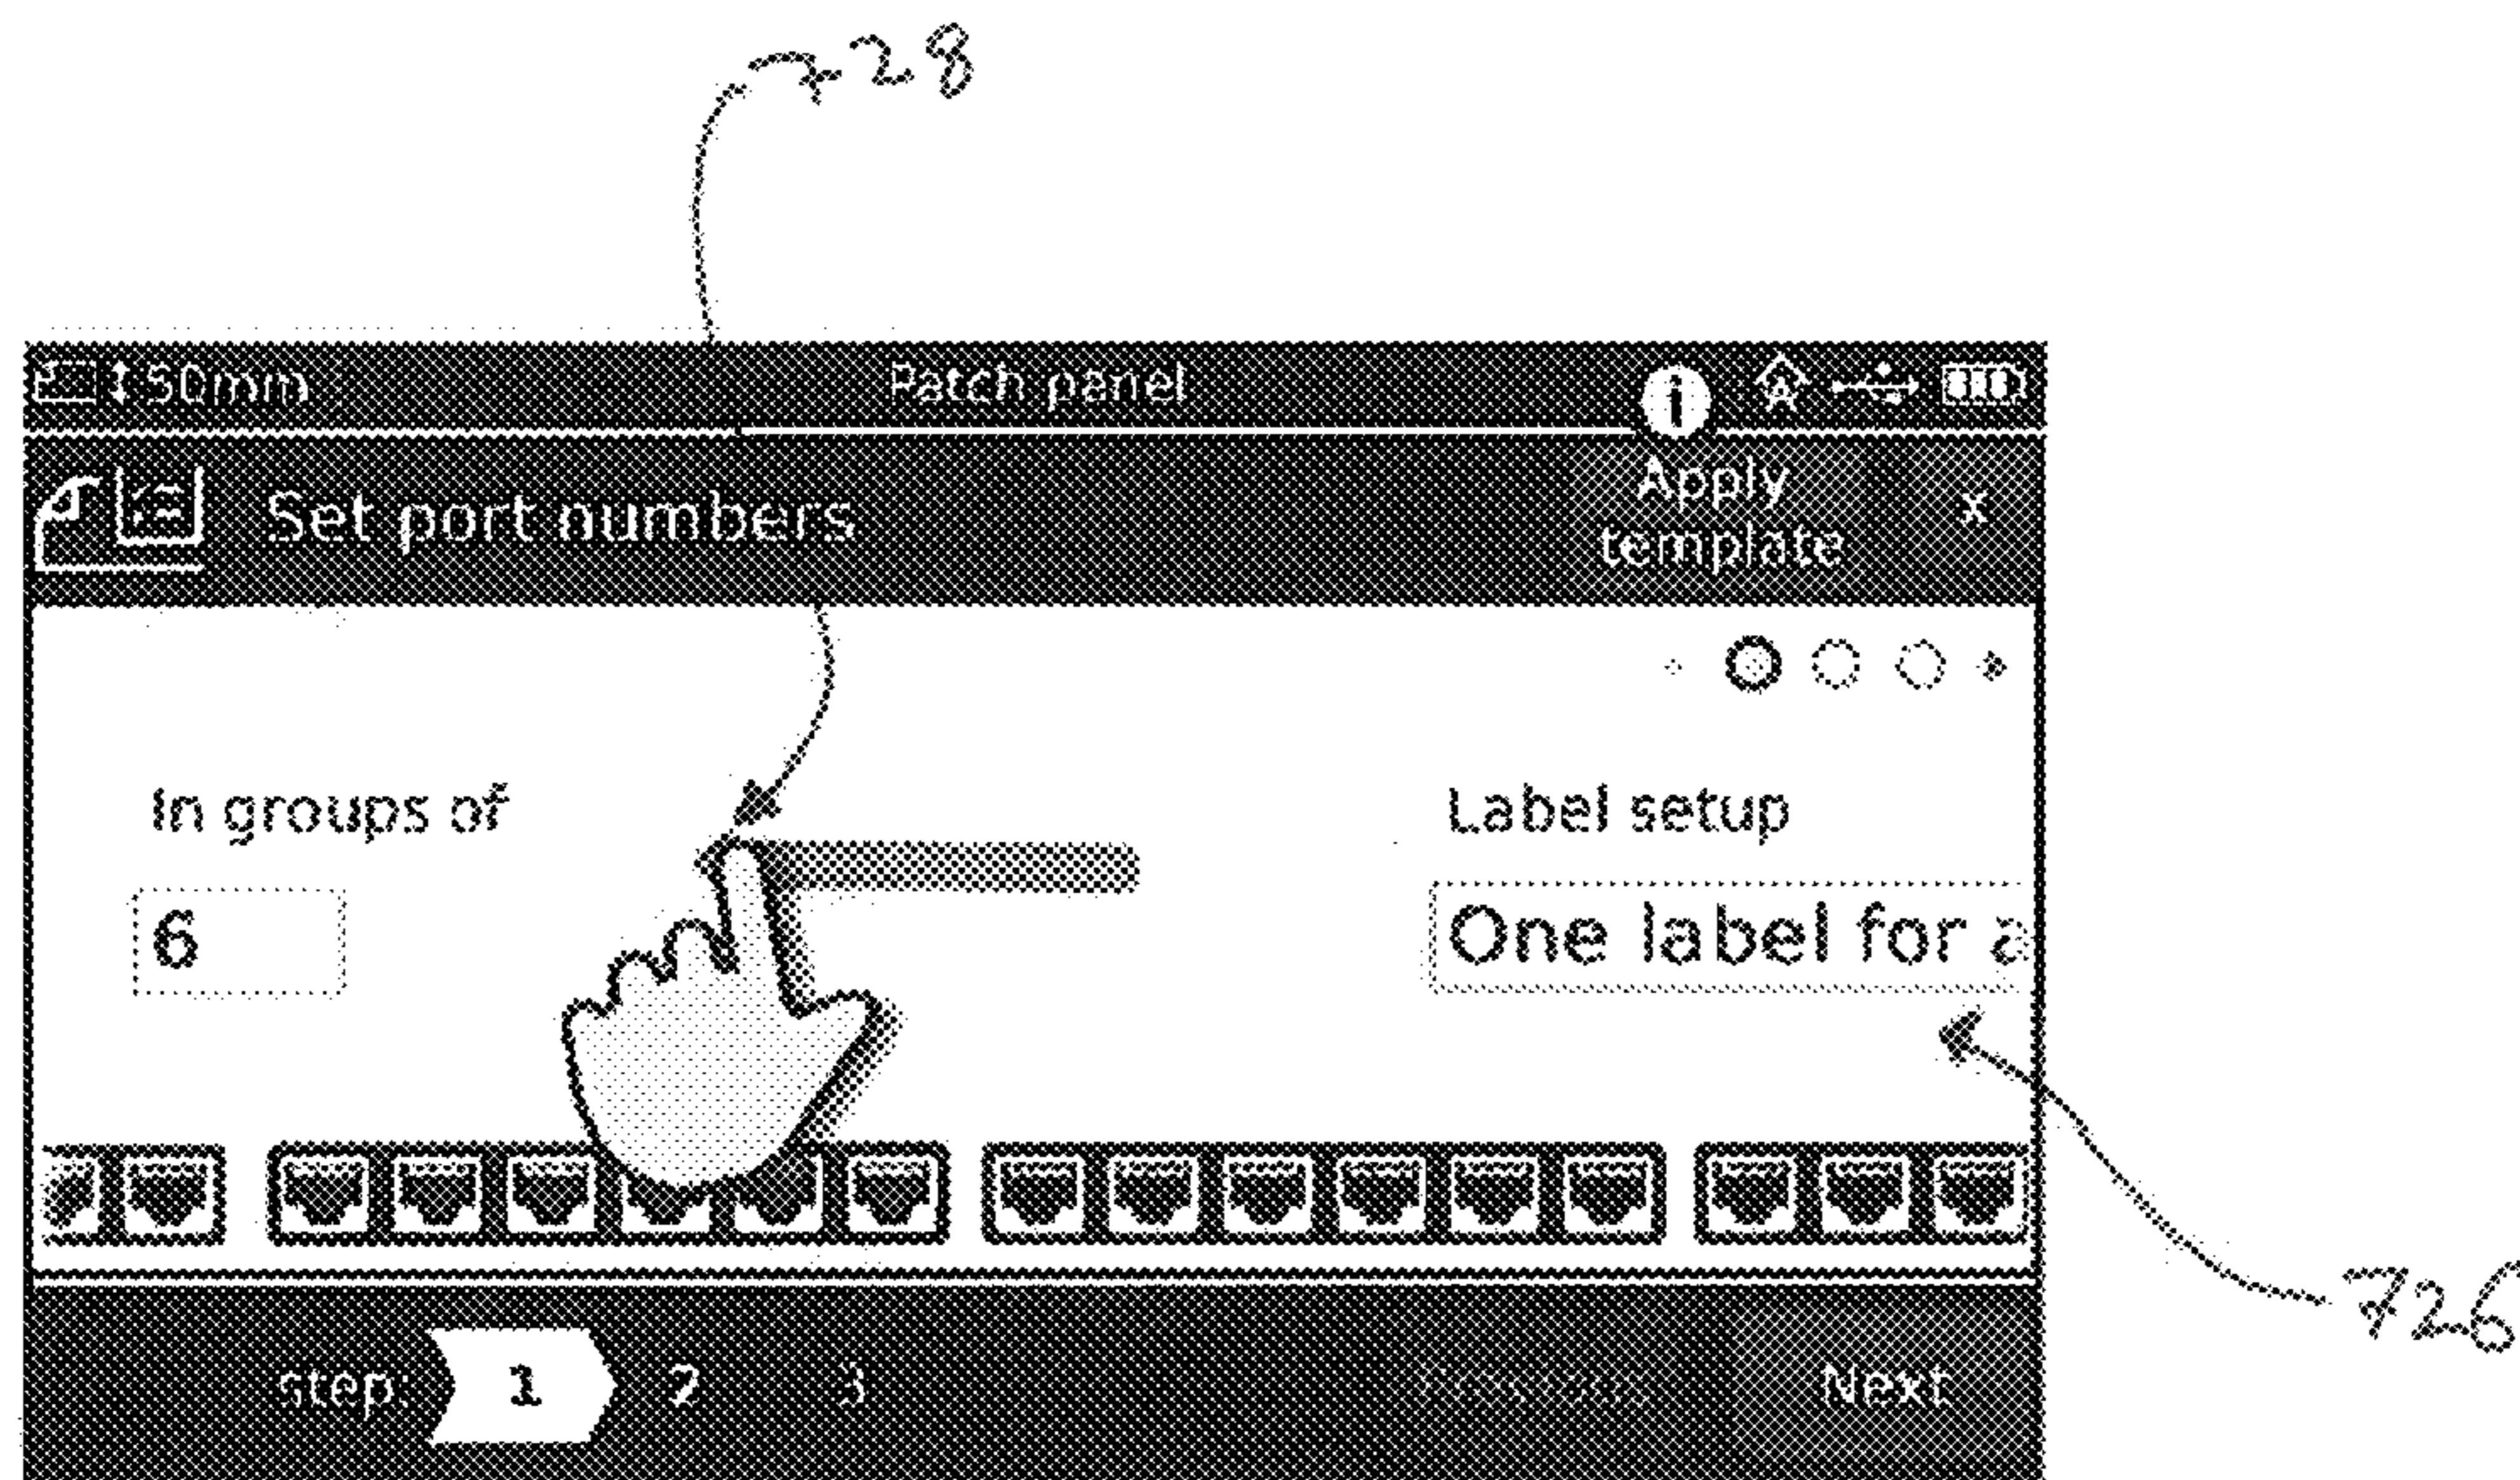 728
50mm
Patch panel
i
Set port numbers
Apply
template
x
In groups of
Label setup
6
One label for a
726
step: 1 2 3
Previous
Next